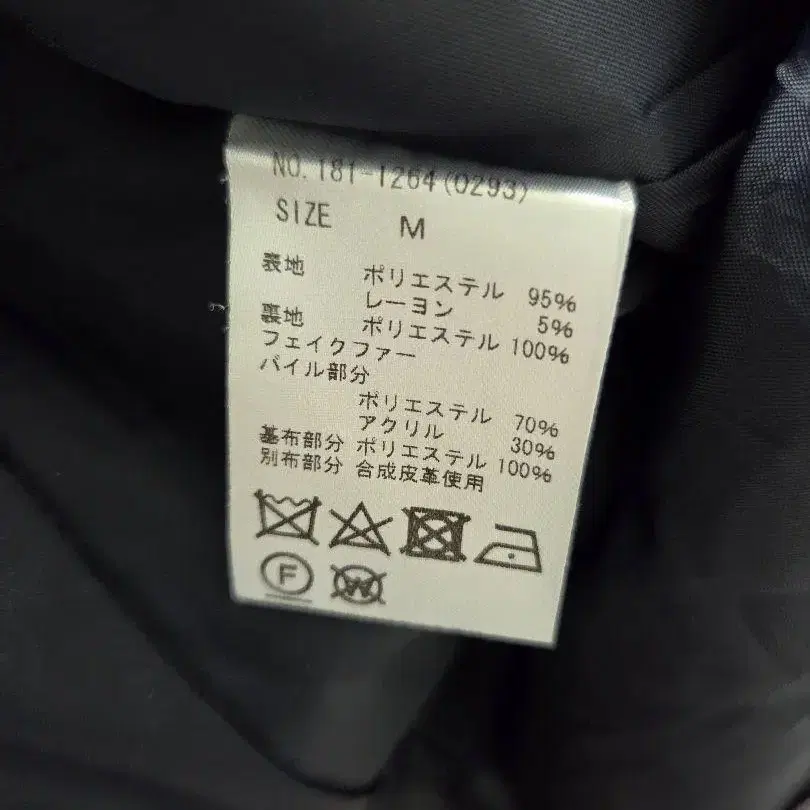 NO.181-1264(0293)
SIZE M
表地 ポリエステル 95%
レーヨン 5%
裏地 ポリエステル 100%
フェイクファー
パイル部分
ポリエステル 70%
アクリル 30%
基布部分 ポリエステル 100%
別布部分 合成皮革使用
F W